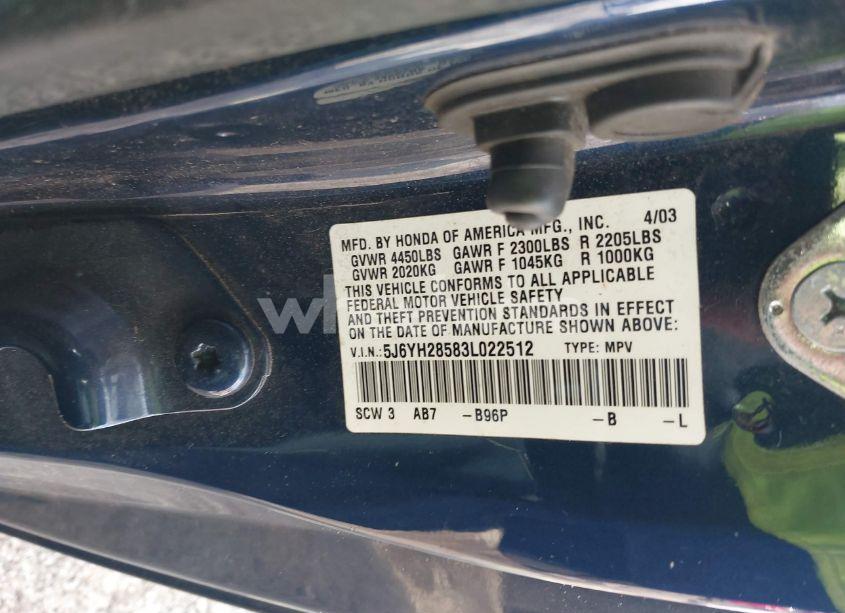 MFD. BY HONDA OF AMERICA MFG., INC. 4/03
GVWR 4450LBS GAWR F 2300LBS R 2205LBS
GVWR 2020KG GAWR F 1045KG R 1000KG
THIS VEHICLE CONFORMS TO ALL APPLICABLE
FEDERAL MOTOR VEHICLE SAFETY
AND THEFT PREVENTION STANDARDS IN EFFECT
ON THE DATE OF MANUFACTURE SHOWN ABOVE:
V.I.N.: 5J6YH28583L022512 TYPE: MPV
SCW 3 AB7 -B96P -B -L